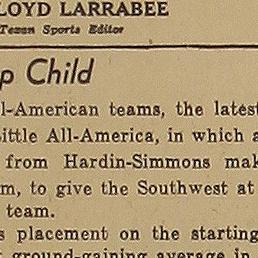 LOYD LARRABEE
Texan Sports Editor
p Child
l-American teams, the latest
Little All-America, in which a
from Hardin-Simmons mak
m, to give the Southwest at
team.
s placement on the starting
ground-gaining average in